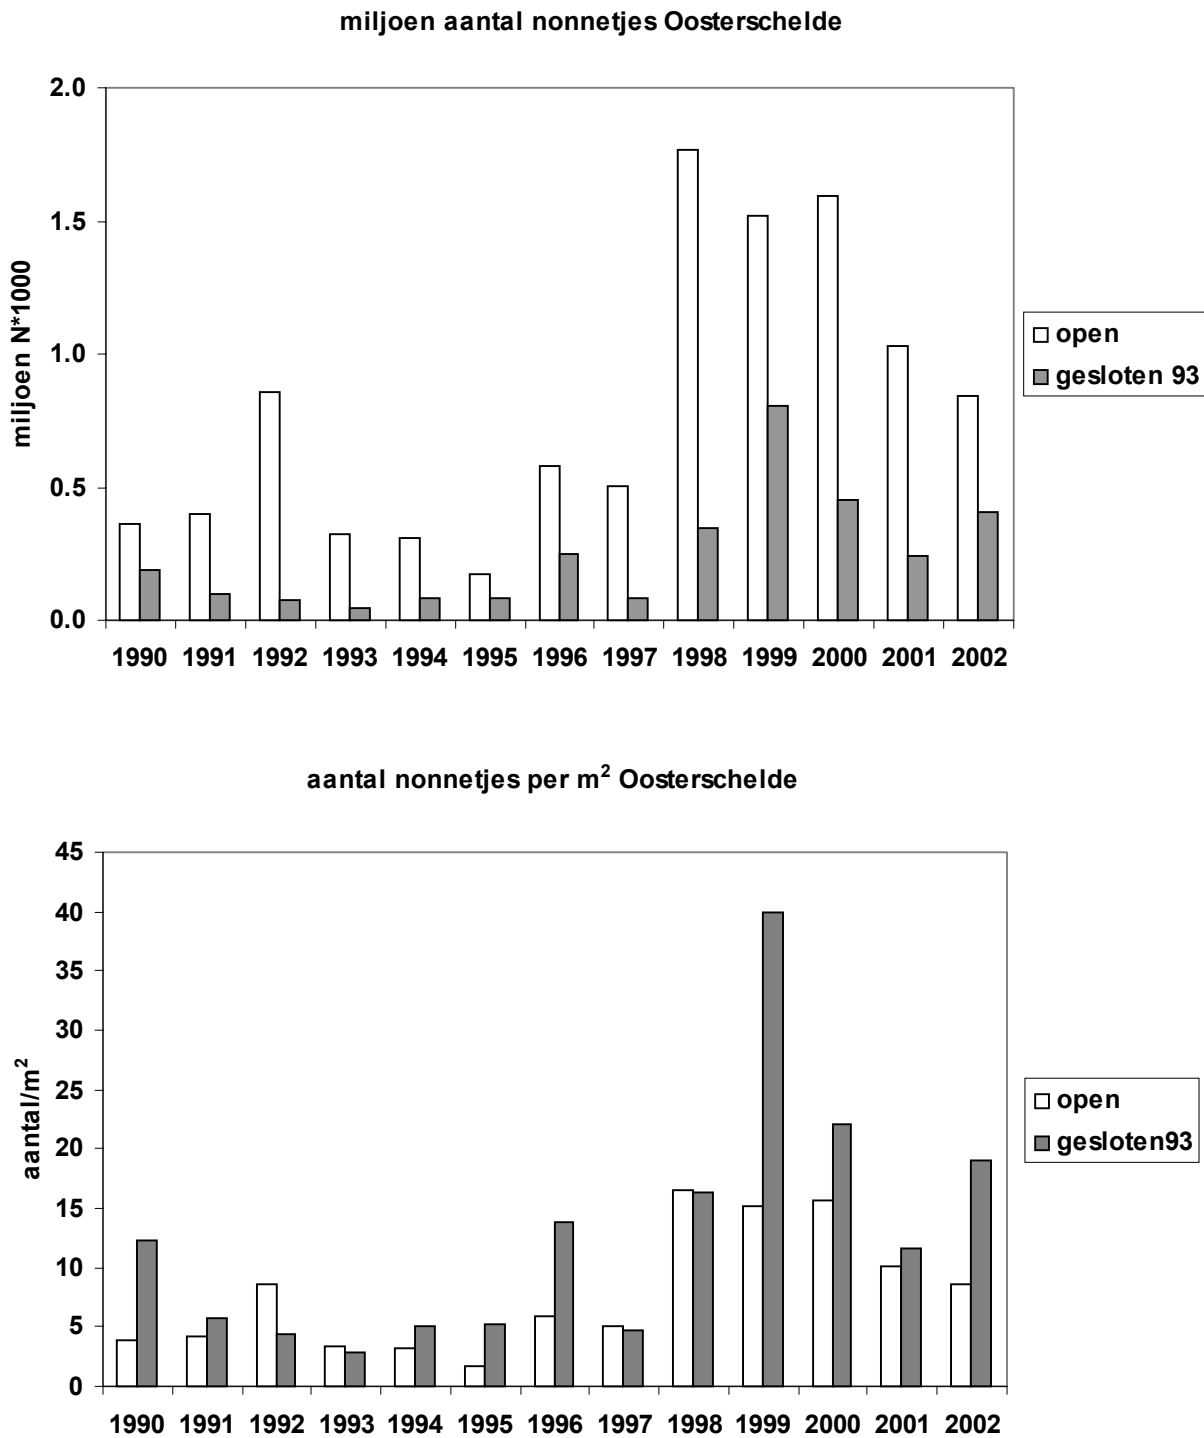 miljoen aantal nonnetjes Oosterschelde
2.0
1.5
1.0
0.5
0.0
miljoen N*1000
1990 1991 1992 1993 1994 1995 1996 1997 1998 1999 2000 2001 2002
open
gesloten 93
aantal nonnetjes per m² Oosterschelde
45
40
35
30
25
20
15
10
5
0
aantal/m²
1990 1991 1992 1993 1994 1995 1996 1997 1998 1999 2000 2001 2002
open
gesloten93